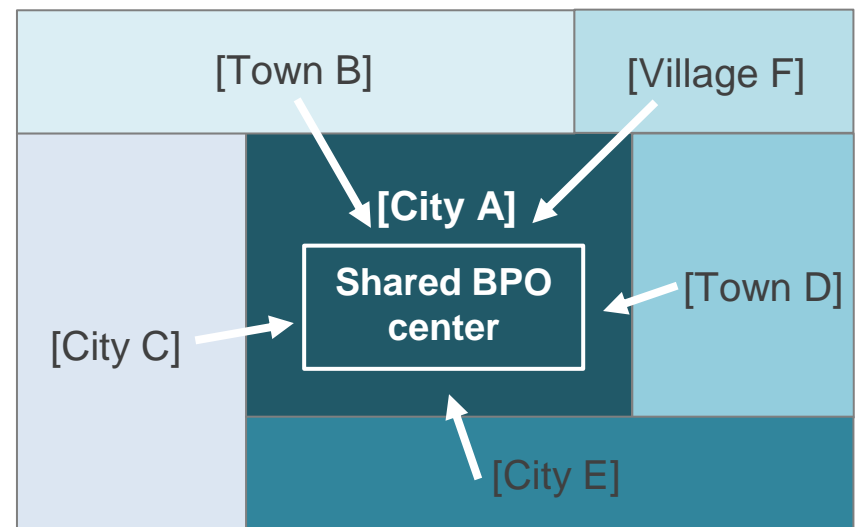 [Town B]
[Village F]
[City A]
Shared BPO
center
[Town D]
[City C]
[City E]